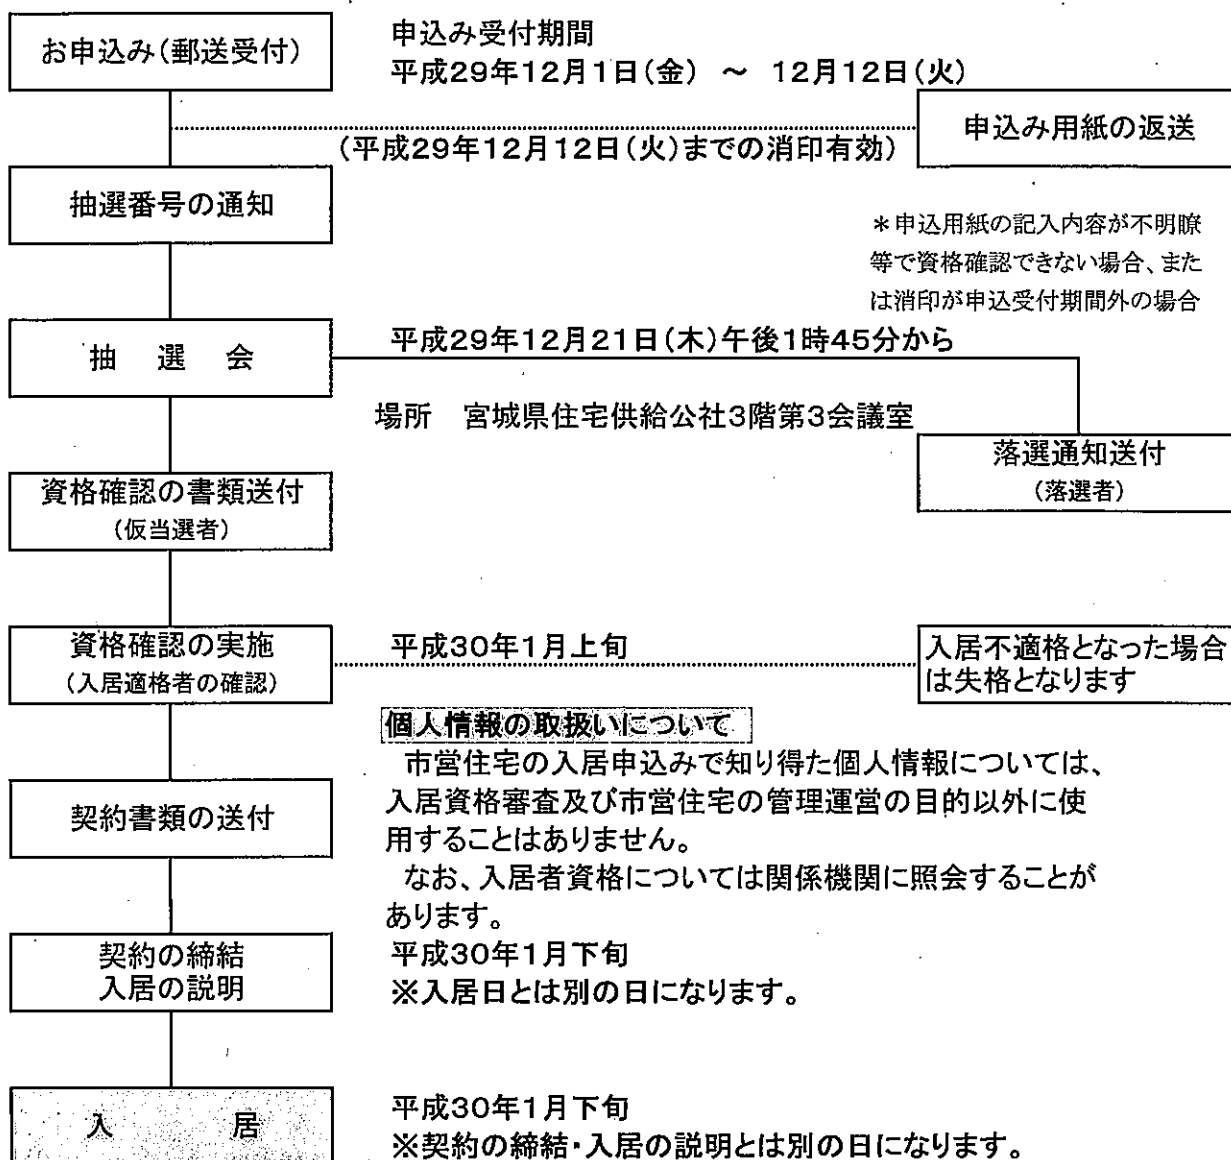 お申込み(郵送受付)
申込み受付期間
平成29年12月1日(金) ～ 12月12日(火)
申込み用紙の返送
(平成29年12月12日(火)までの消印有効)
抽選番号の通知
＊申込用紙の記入内容が不明瞭
等で資格確認できない場合、また
は消印が申込受付期間外の場合
抽　選　会
平成29年12月21日(木)午後1時45分から
場所　宮城県住宅供給公社3階第3会議室
落選通知送付
(落選者)
資格確認の書類送付
(仮当選者)
資格確認の実施
(入居適格者の確認)
平成30年1月上旬
入居不適格となった場合
は失格となります
個人情報の取扱いについて
市営住宅の入居申込みで知り得た個人情報については、
入居資格審査及び市営住宅の管理運営の目的以外に使
用することはありません。
なお、入居者資格については関係機関に照会することが
あります。
契約書類の送付
契約の締結
入居の説明
平成30年1月下旬
※入居日とは別の日になります。
入　　居
平成30年1月下旬
※契約の締結・入居の説明とは別の日になります。